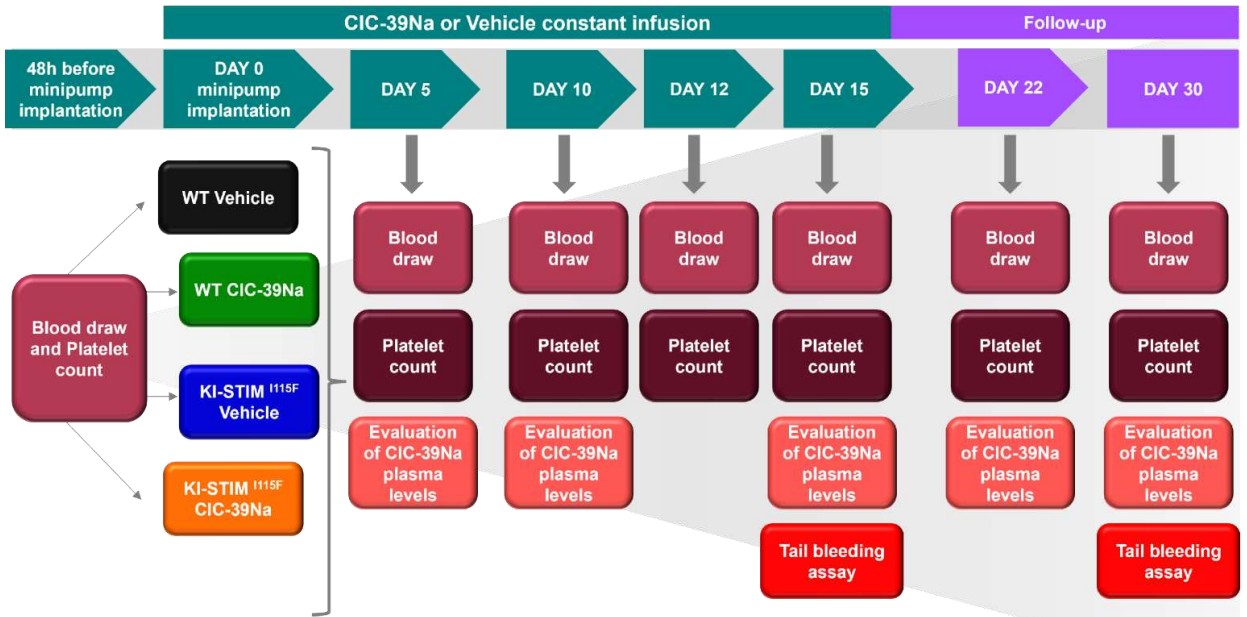 CIC-39Na or Vehicle constant infusion
Follow-up
48h before
minipump
implantation
DAY 0
minipump
implantation
DAY 5
DAY 10
DAY 12
DAY 15
DAY 22
DAY 30
Blood draw
and Platelet
count
WT Vehicle
WT CIC-39Na
KI-STIM I115F
Vehicle
KI-STIM I115F
CIC-39Na
Blood
draw
Blood
draw
Blood
draw
Blood
draw
Blood
draw
Blood
draw
Platelet
count
Platelet
count
Platelet
count
Platelet
count
Platelet
count
Platelet
count
Evaluation
of CIC-39Na
plasma
levels
Evaluation
of CIC-39Na
plasma
levels
Evaluation
of CIC-39Na
plasma
levels
Evaluation
of CIC-39Na
plasma
levels
Evaluation
of CIC-39Na
plasma
levels
Tail bleeding
assay
Tail bleeding
assay